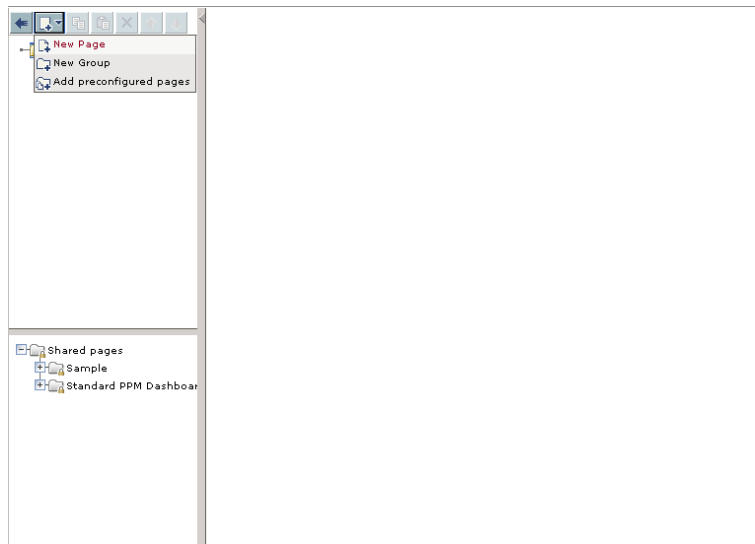 New Page
New Group
Add preconfigured pages
Shared pages
Sample
Standard PPM Dashboar